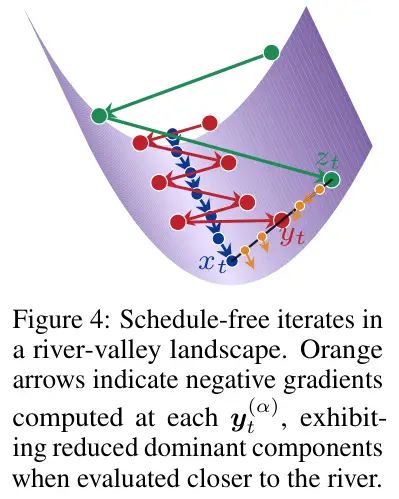 z_t
y_t
x_t
Figure 4: Schedule-free iterates in
a river-valley landscape. Orange
arrows indicate negative gradients
computed at each y_t^(α), exhibit-
ing reduced dominant components
when evaluated closer to the river.